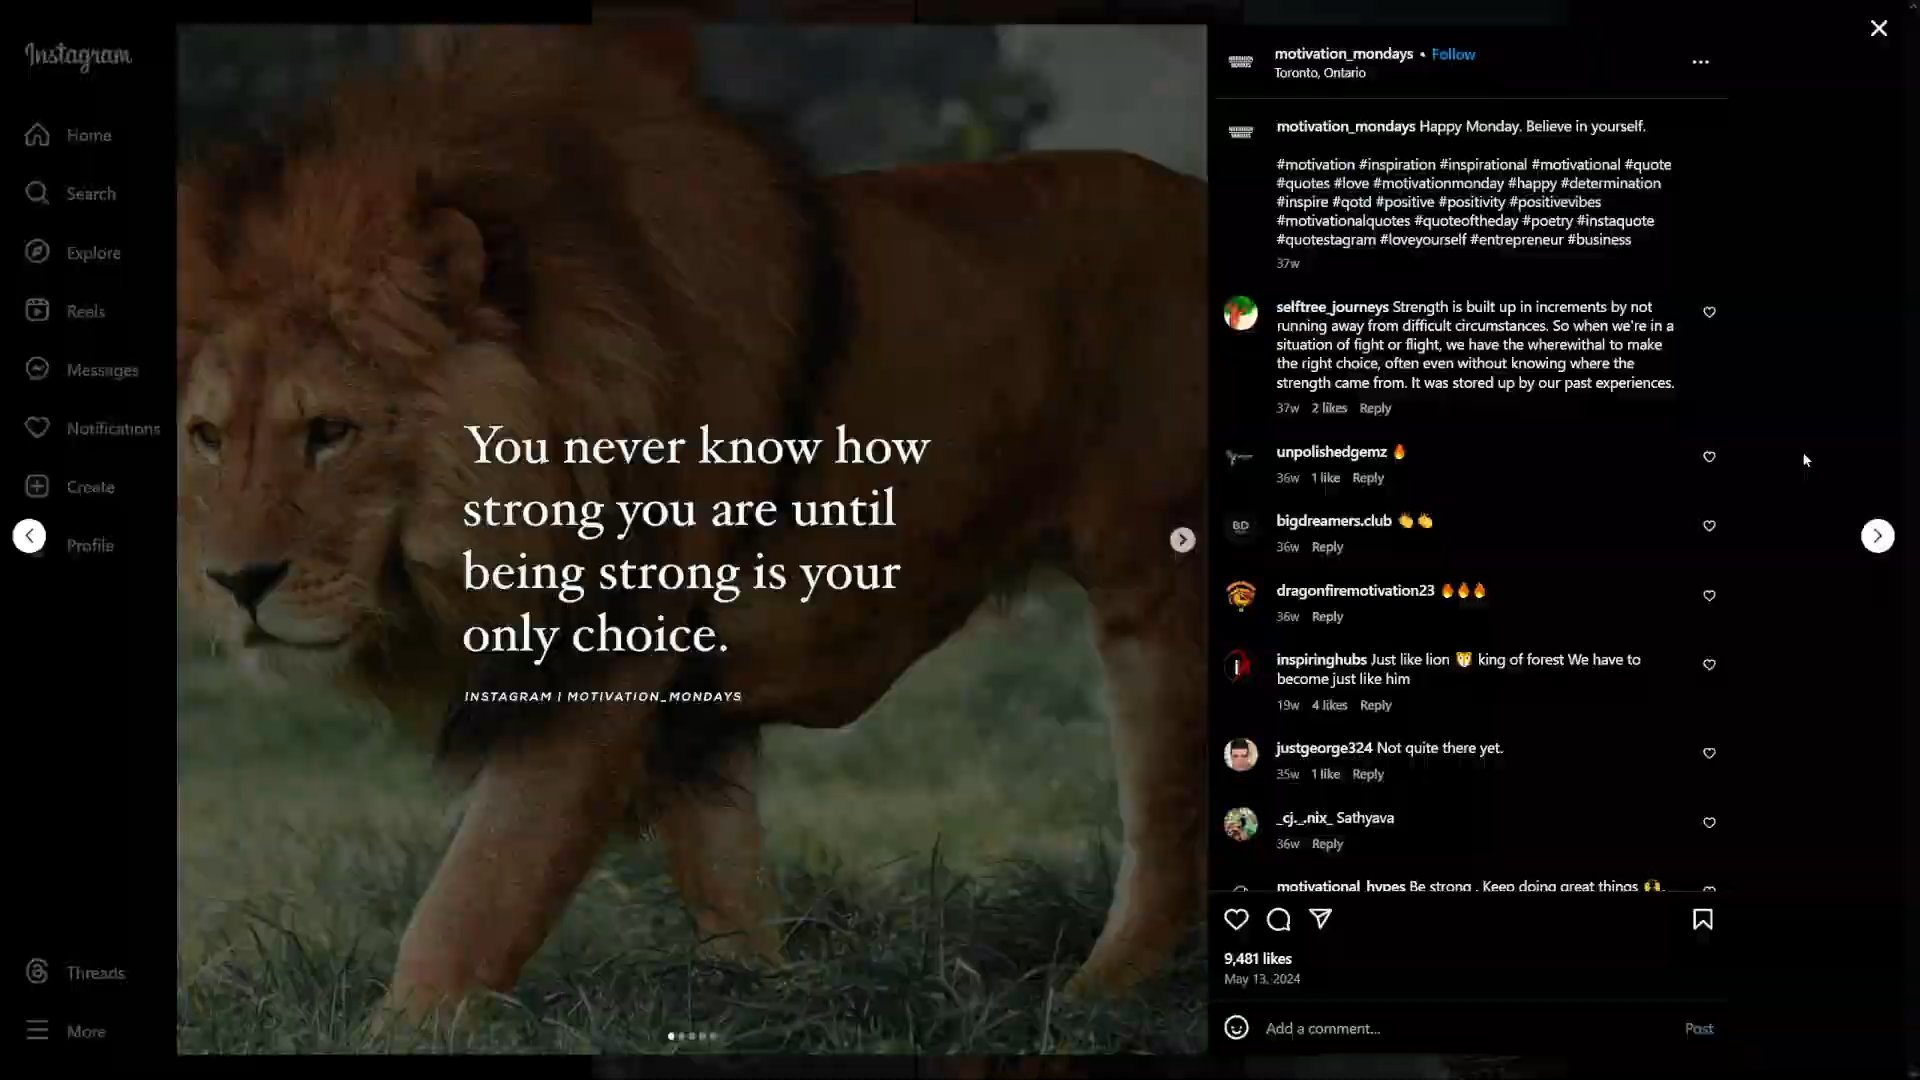 Instagram
Home
Search
Explore
Reels
Messages
Notifications
Create
Profile
Threads
More
You never know how
strong you are until
being strong is your
only choice.
INSTAGRAM | MOTIVATION_MONDAYS
motivation_mondays • Follow
Toronto, Ontario
motivation_mondays Happy Monday. Believe in yourself.
#motivation #inspiration #inspirational #motivational #quote
#quotes #love #motivationmonday #happy #determination
#inspire #qotd #positive #positivity #positivevibes
#motivationalquotes #quoteoftheday #poetry #instaquote
#quotestagram #loveyourself #entrepreneur #business
37w
selftree_journeys Strength is built up in increments by not
running away from difficult circumstances. So when we're in a
situation of fight or flight, we have the wherewithal to make
the right choice, often even without knowing where the
strength came from. It was stored up by our past experiences.
37w 2 likes Reply
unpolishedgemz 🔥
36w 1 like Reply
BD
bigdreamers.club 👏👏
36w Reply
dragonfiremotivation23 🔥🔥🔥
36w Reply
inspiringhubs Just like lion 🐯 king of forest We have to
become just like him
19w 4 likes Reply
justgeorge324 Not quite there yet.
35w 1 like Reply
_cj._.nix_ Sathyava
36w Reply
motivational_hypes Be strong . Keep doing great things 🙌
9,481 likes
May 13, 2024
Add a comment...
Post